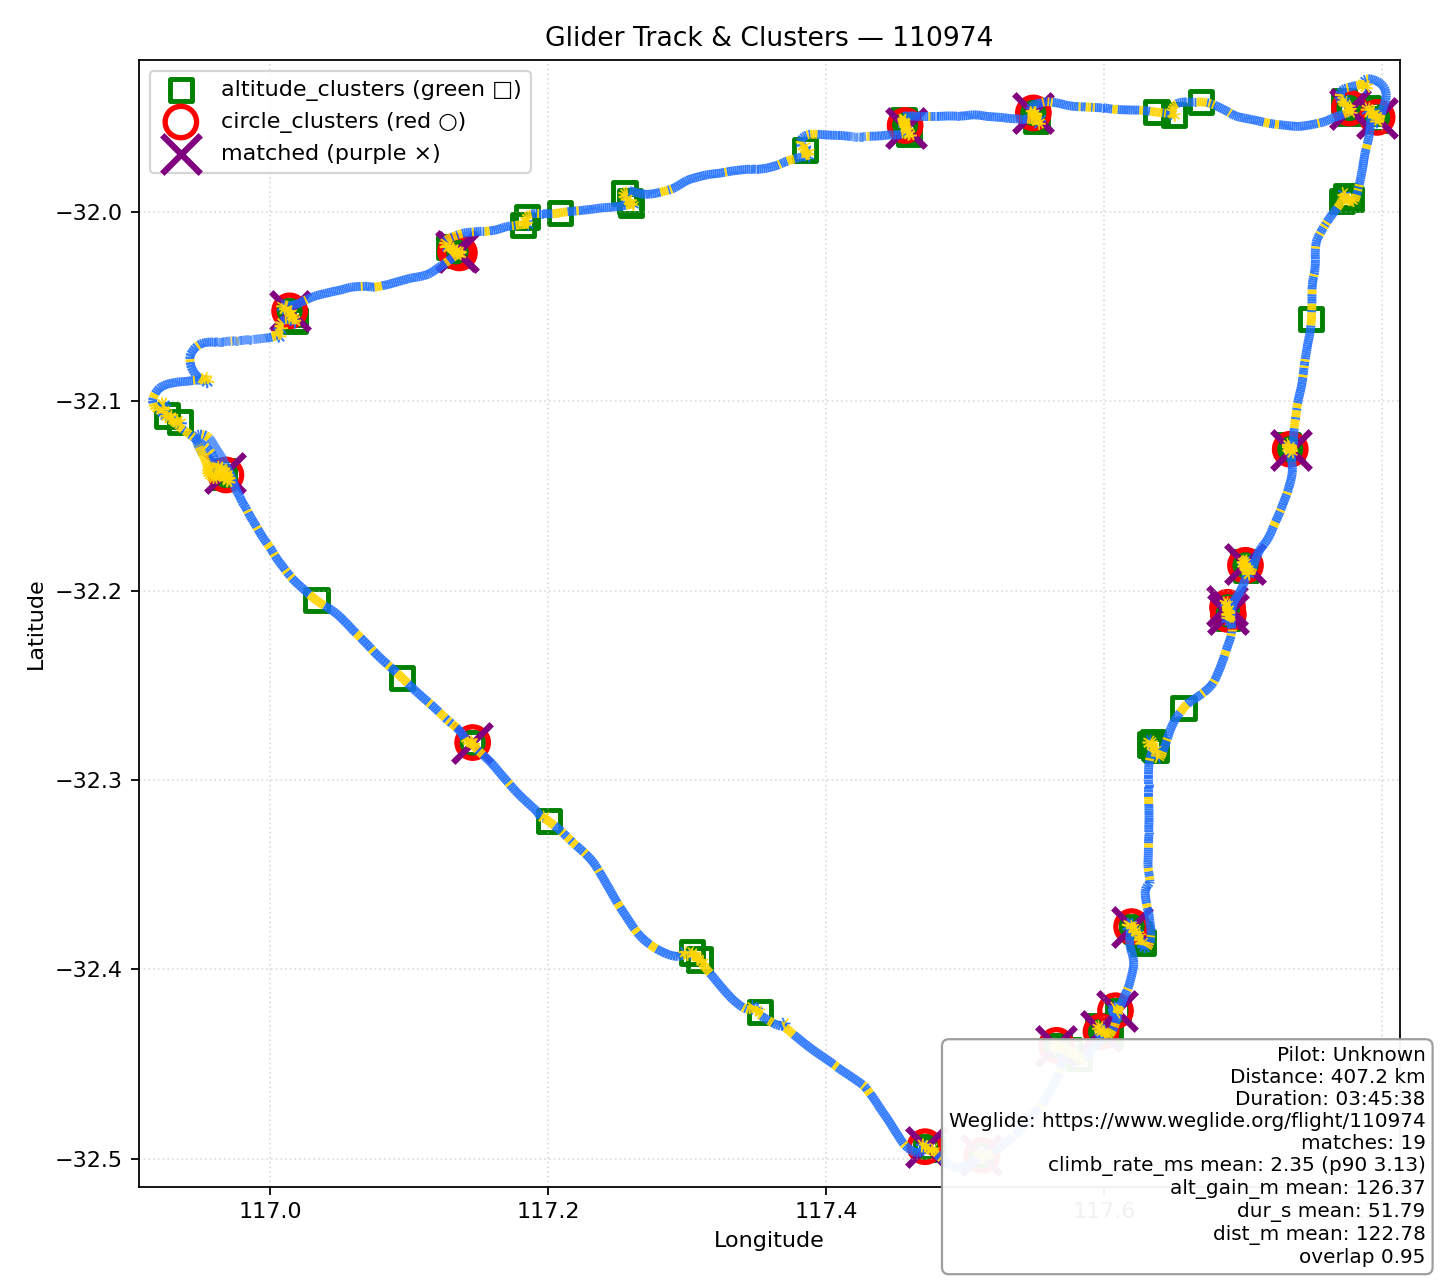 Glider Track & Clusters — 110974
altitude_clusters (green □)
circle_clusters (red ○)
matched (purple ×)
Latitude
−32.0
−32.1
−32.2
−32.3
−32.4
−32.5
117.0
117.2
117.4
117.6
Longitude
Pilot: Unknown
Distance: 407.2 km
Duration: 03:45:38
Weglide: https://www.weglide.org/flight/110974
matches: 19
climb_rate_ms mean: 2.35 (p90 3.13)
alt_gain_m mean: 126.37
dur_s mean: 51.79
dist_m mean: 122.78
overlap 0.95